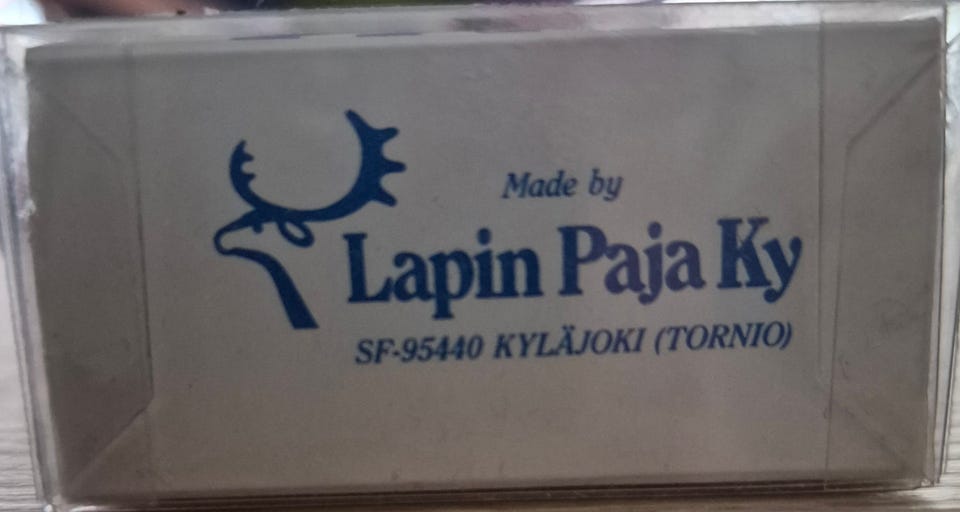 Made by
Lapin Paja Ky
SF-95440 KYLÄJOKI (TORNIO)